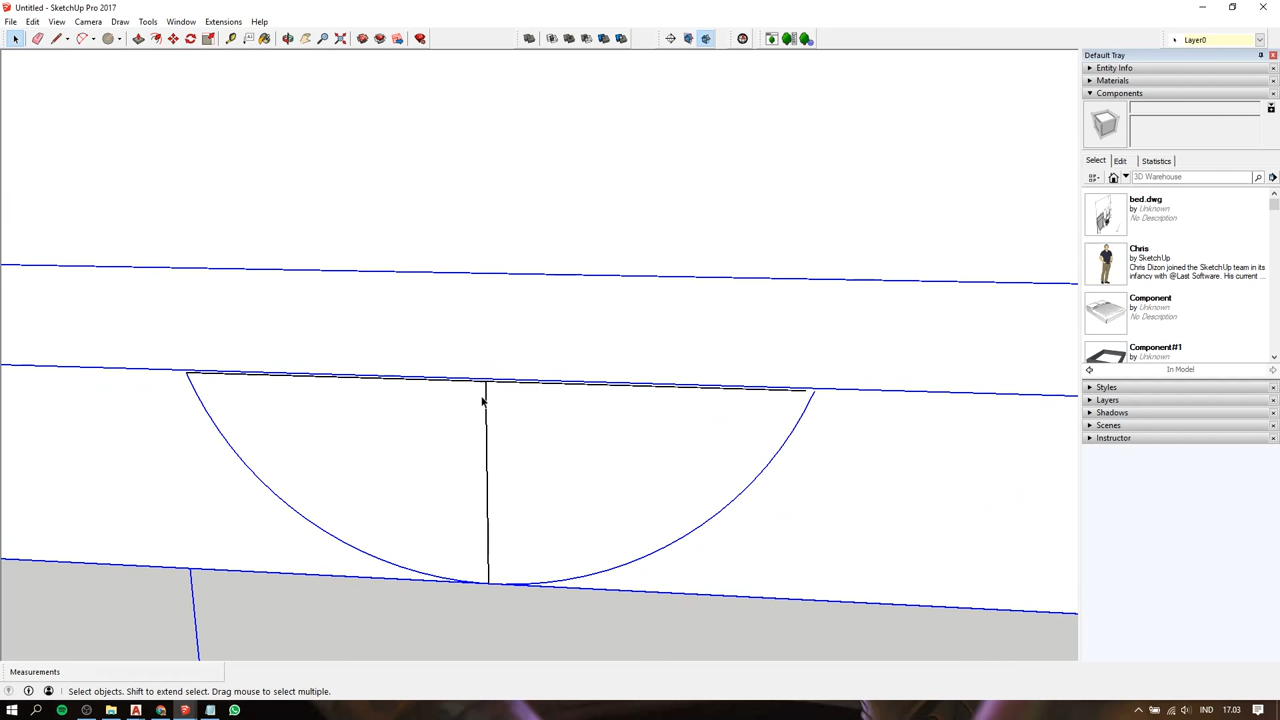 Untitled - SketchUp Pro 2017
File Edit View Camera Draw Tools Window Extensions Help
Layer0
Default Tray
Entity Info
Materials
Components
Select Edit Statistics
3D Warehouse
bed.dwg
by Unknown
No Description
Chris
by SketchUp
Chris Dizon joined the SketchUp team in its
infancy with @Last Software. His current ...
Component
by Unknown
No Description
Component#1
by Unknown
In Model
Styles
Layers
Shadows
Scenes
Instructor
Measurements
Select objects. Shift to extend select. Drag mouse to select multiple.
IND 17.03